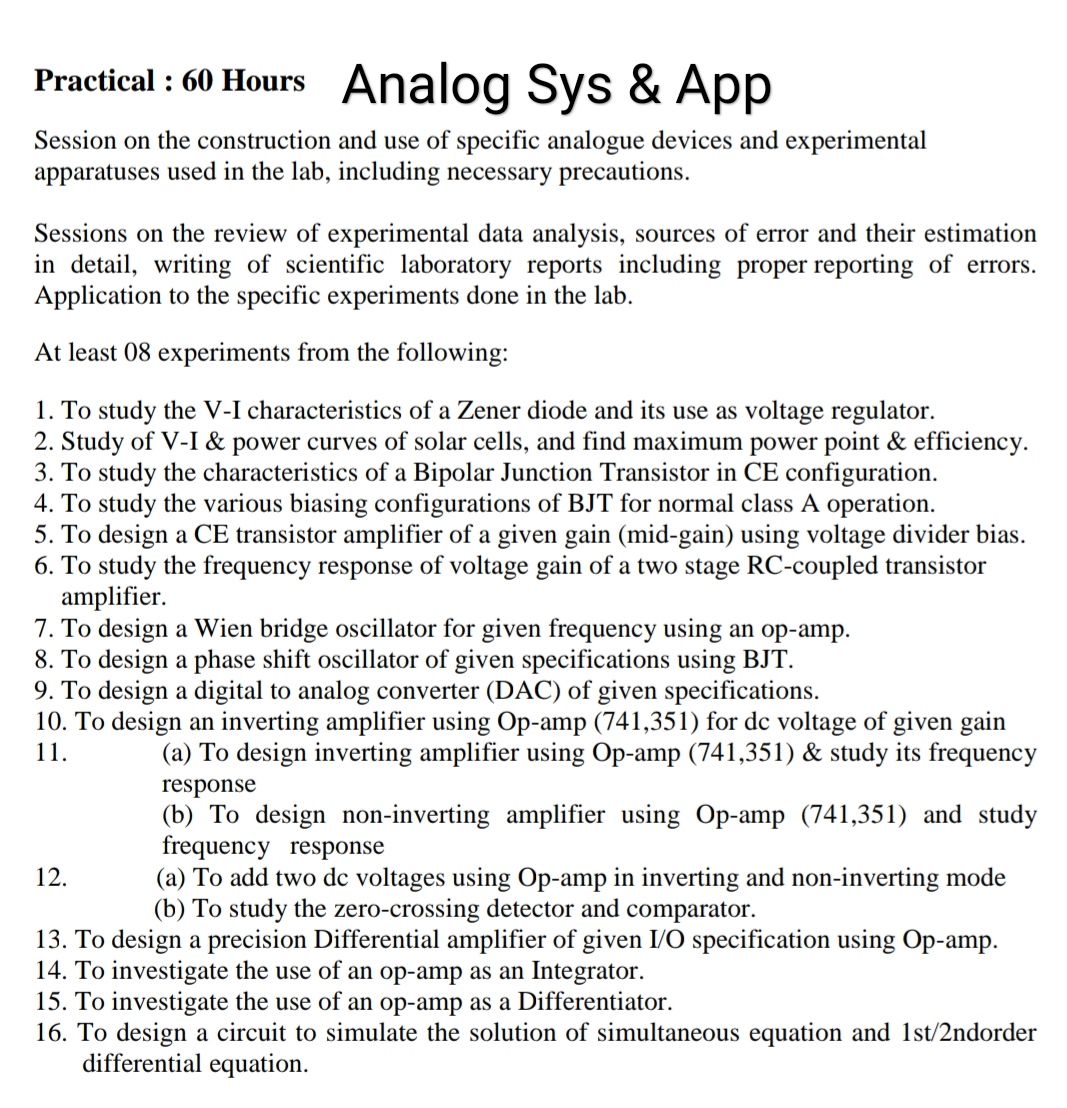 Practical : 60 Hours Analog Sys & App
Session on the construction and use of specific analogue devices and experimental
apparatuses used in the lab, including necessary precautions.
Sessions on the review of experimental data analysis, sources of error and their estimation
in detail, writing of scientific laboratory reports including proper reporting of errors.
Application to the specific experiments done in the lab.
At least 08 experiments from the following:
1. To study the V-I characteristics of a Zener diode and its use as voltage regulator.
2. Study of V-I & power curves of solar cells, and find maximum power point & efficiency.
3. To study the characteristics of a Bipolar Junction Transistor in CE configuration.
4. To study the various biasing configurations of BJT for normal class A operation.
5. To design a CE transistor amplifier of a given gain (mid-gain) using voltage divider bias.
6. To study the frequency response of voltage gain of a two stage RC-coupled transistor
amplifier.
7. To design a Wien bridge oscillator for given frequency using an op-amp.
8. To design a phase shift oscillator of given specifications using BJT.
9. To design a digital to analog converter (DAC) of given specifications.
10. To design an inverting amplifier using Op-amp (741,351) for dc voltage of given gain
11. (a) To design inverting amplifier using Op-amp (741,351) & study its frequency
response
(b) To design non-inverting amplifier using Op-amp (741,351) and study
frequency response
12. (a) To add two dc voltages using Op-amp in inverting and non-inverting mode
(b) To study the zero-crossing detector and comparator.
13. To design a precision Differential amplifier of given I/O specification using Op-amp.
14. To investigate the use of an op-amp as an Integrator.
15. To investigate the use of an op-amp as a Differentiator.
16. To design a circuit to simulate the solution of simultaneous equation and 1st/2ndorder
differential equation.